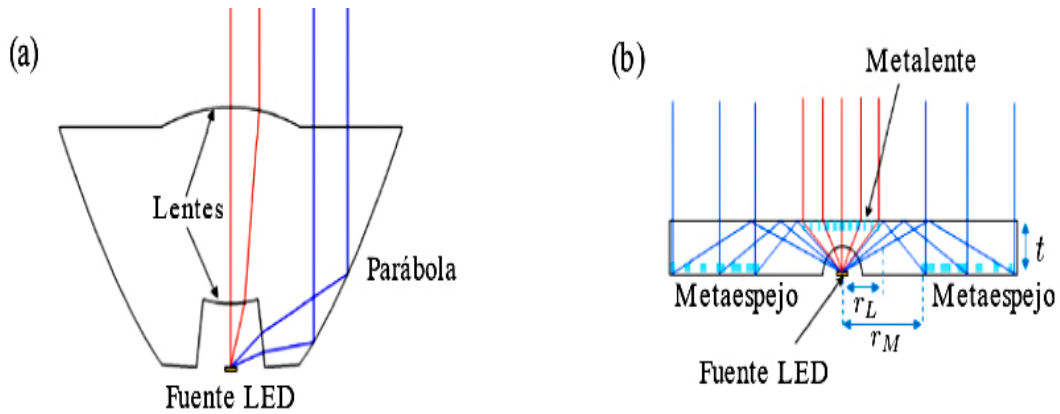 (a)
Lentes
Parábola
Fuente LED
(b)
Metalente
t
Metaespejo
Metaespejo
r_L
r_M
Fuente LED